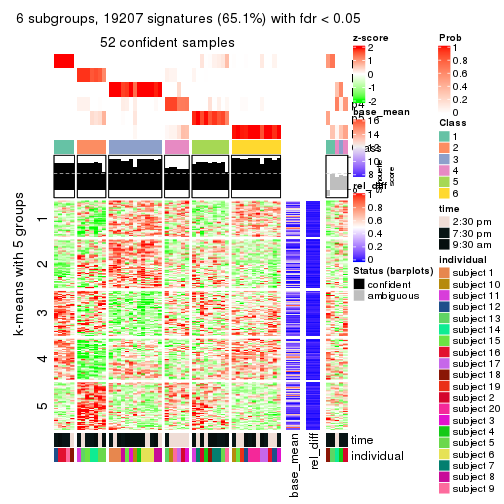 6 subgroups, 19207 signatures (65.1%) with fdr < 0.05
52 confident samples
k-means with 5 groups
1
2
3
4
5
time
individual
base_mean
rel_diff
z-score
2
1
0
-1
-2
base_mean
16
14
12
10
8
Silhouette
score
rel_diff
1
0.8
0.6
0.4
0.2
0
Status (barplots)
confident
ambiguous
Prob
1
0.8
0.6
0.4
0.2
0
Class
1
2
3
4
5
6
time
2:30 pm
7:30 pm
9:30 am
individual
subject 1
subject 10
subject 11
subject 12
subject 13
subject 14
subject 15
subject 16
subject 17
subject 18
subject 19
subject 2
subject 20
subject 3
subject 4
subject 5
subject 6
subject 7
subject 8
subject 9